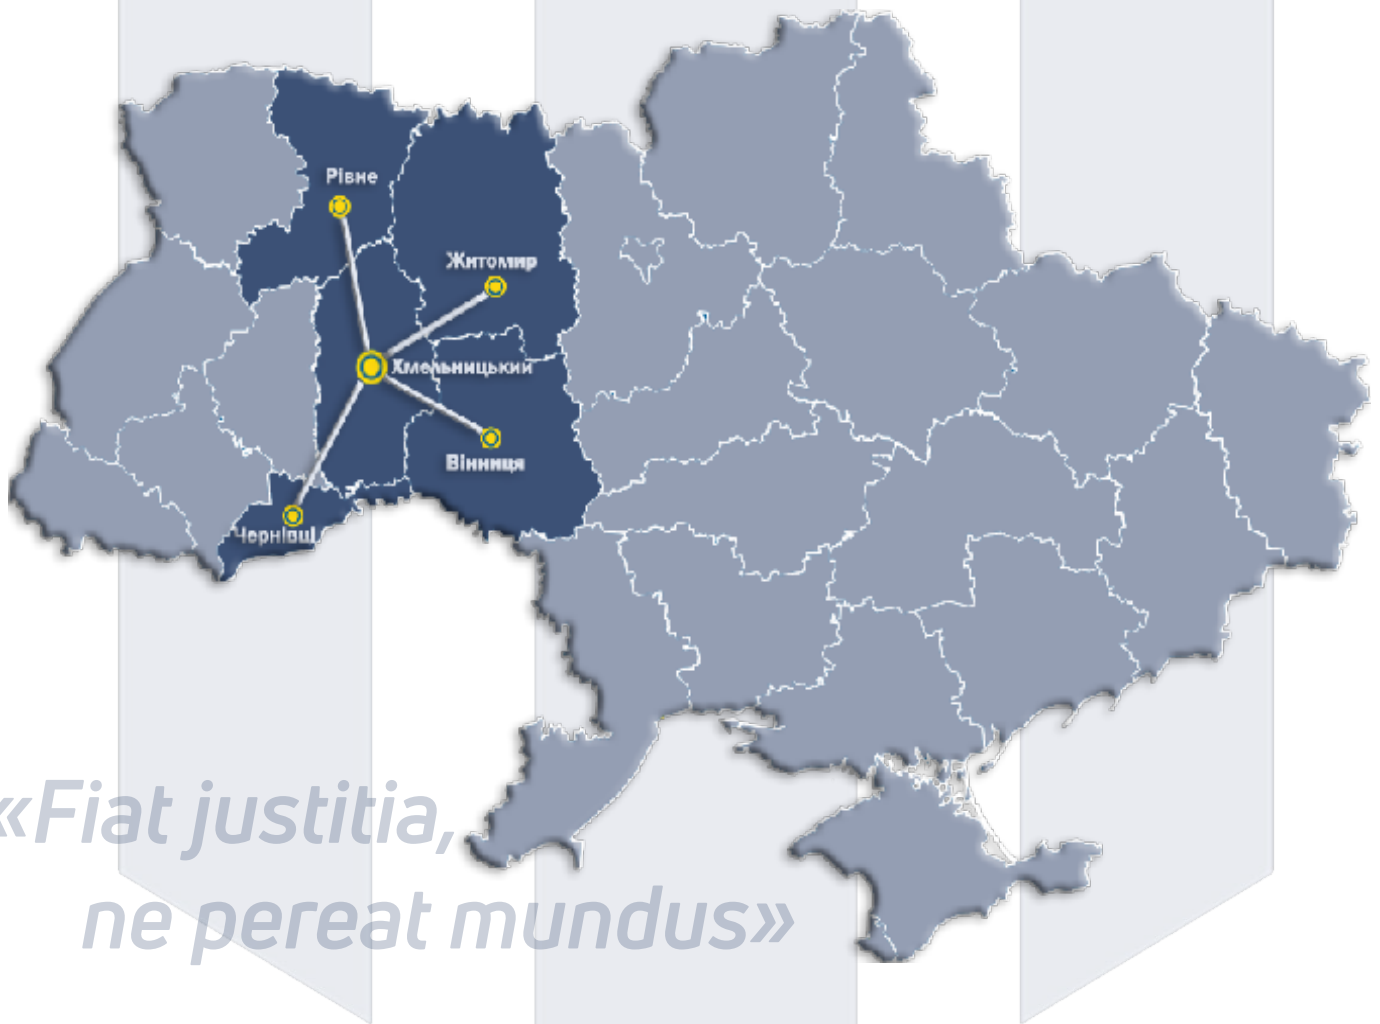 Рівне
Житомир
Хмельницький
Вінниця
Чернівці
«Fiat justitia,
ne pereat mundus»